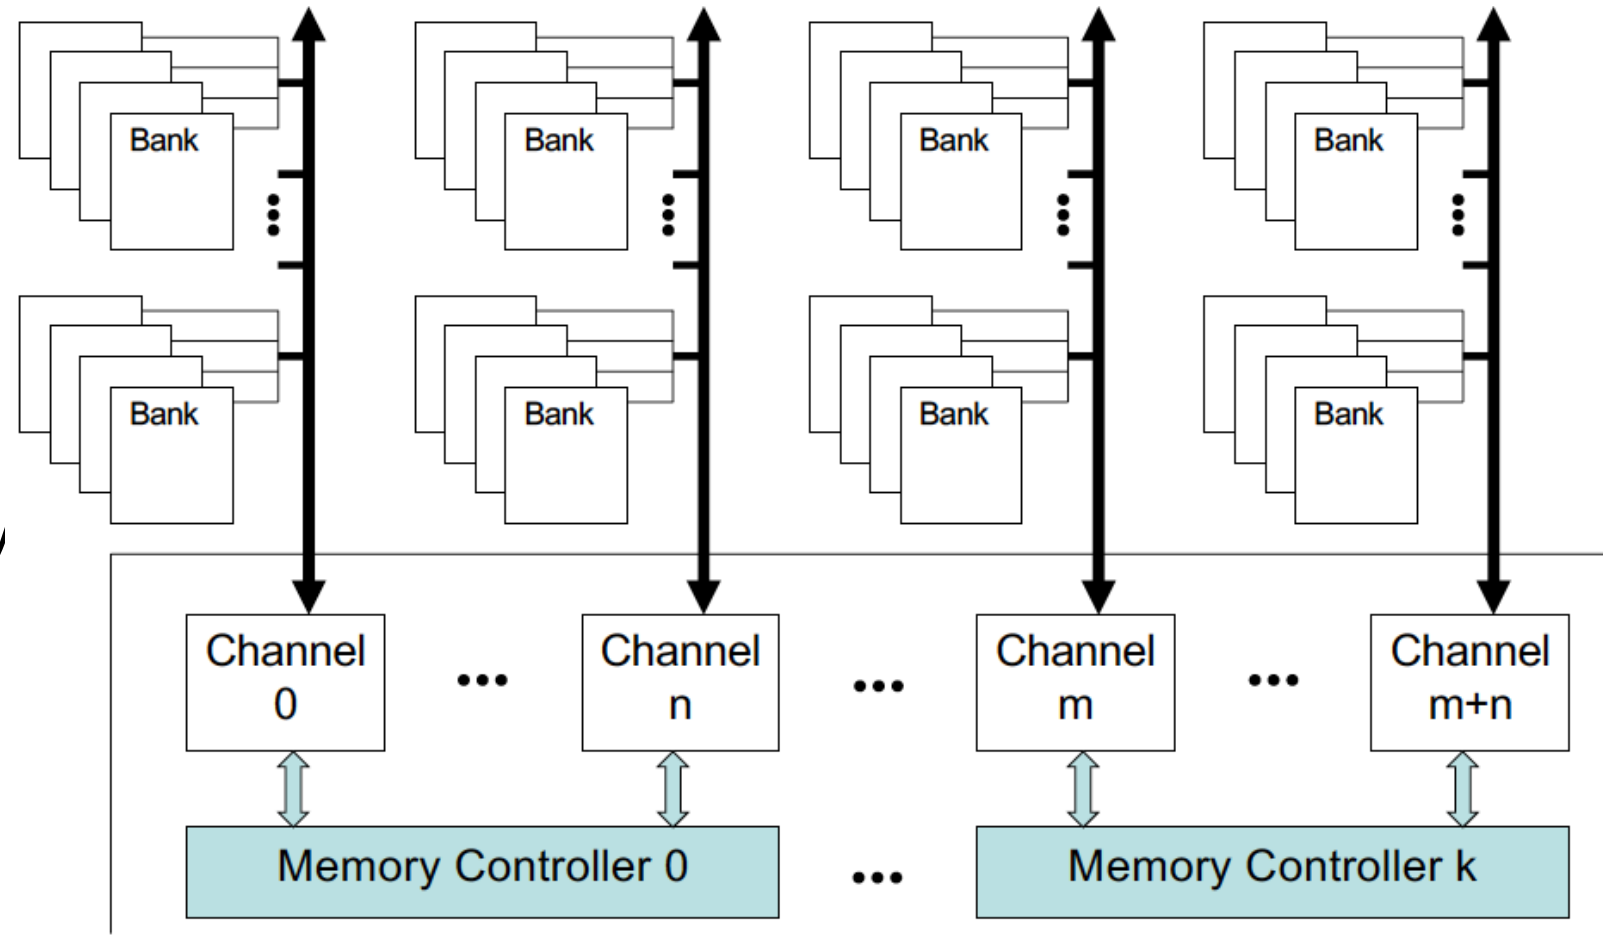 Bank
Bank
Bank
Bank
Bank
Bank
Bank
Bank
Channel
0
Channel
n
Channel
m
Channel
m+n
Memory Controller 0
Memory Controller k